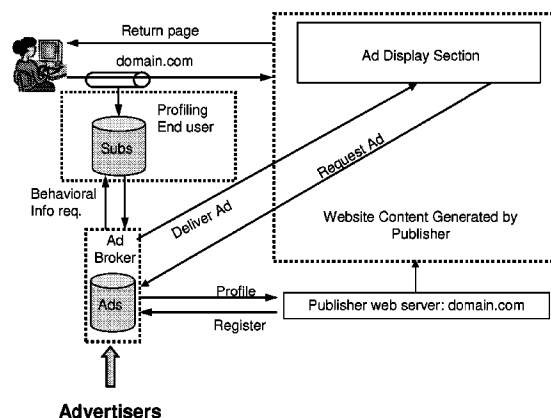 Return page
domain.com
Ad Display Section
Profiling
End user
Subs
Behavioral
Info req.
Deliver Ad
Request Ad
Website Content Generated by
Publisher
Ad
Broker
Ads
Profile
Register
Publisher web server: domain.com
Advertisers